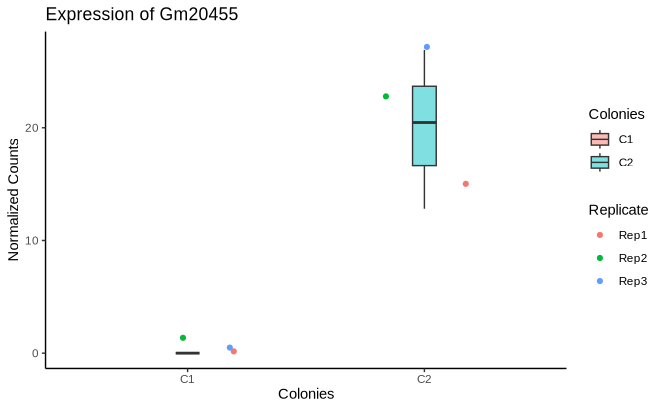 Expression of Gm20455
Normalized Counts
20
10
0
C1
C2
Colonies
Colonies
C1
C2
Replicate
Rep1
Rep2
Rep3